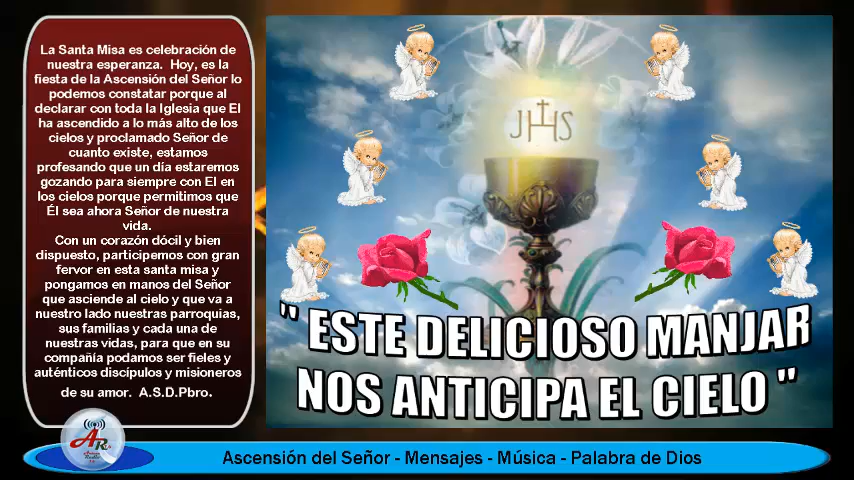 La Santa Misa es celebración de
nuestra esperanza. Hoy, es la
fiesta de la Ascensión del Señor lo
podemos constatar porque al
declarar con toda la Iglesia que El
ha ascendido a lo más alto de los
cielos y proclamado Señor de
cuanto existe, estamos
profesando que un día estaremos
gozando para siempre con El en
los cielos porque permitimos que
Él sea ahora Señor de nuestra
vida.
Con un corazón dócil y bien
dispuesto, participemos con gran
fervor en esta santa misa y
pongamos en manos del Señor
que asciende al cielo y que va a
nuestro lado nuestras parroquias,
sus familias y cada una de
nuestras vidas, para que en su
compañía podamos ser fieles y
auténticos discípulos y misioneros
de su amor. A.S.D.Pbro.
JHS
" ESTE DELICIOSO MANJAR
NOS ANTICIPA EL CIELO "
AR
Ascensión del Señor - Mensajes - Música - Palabra de Dios